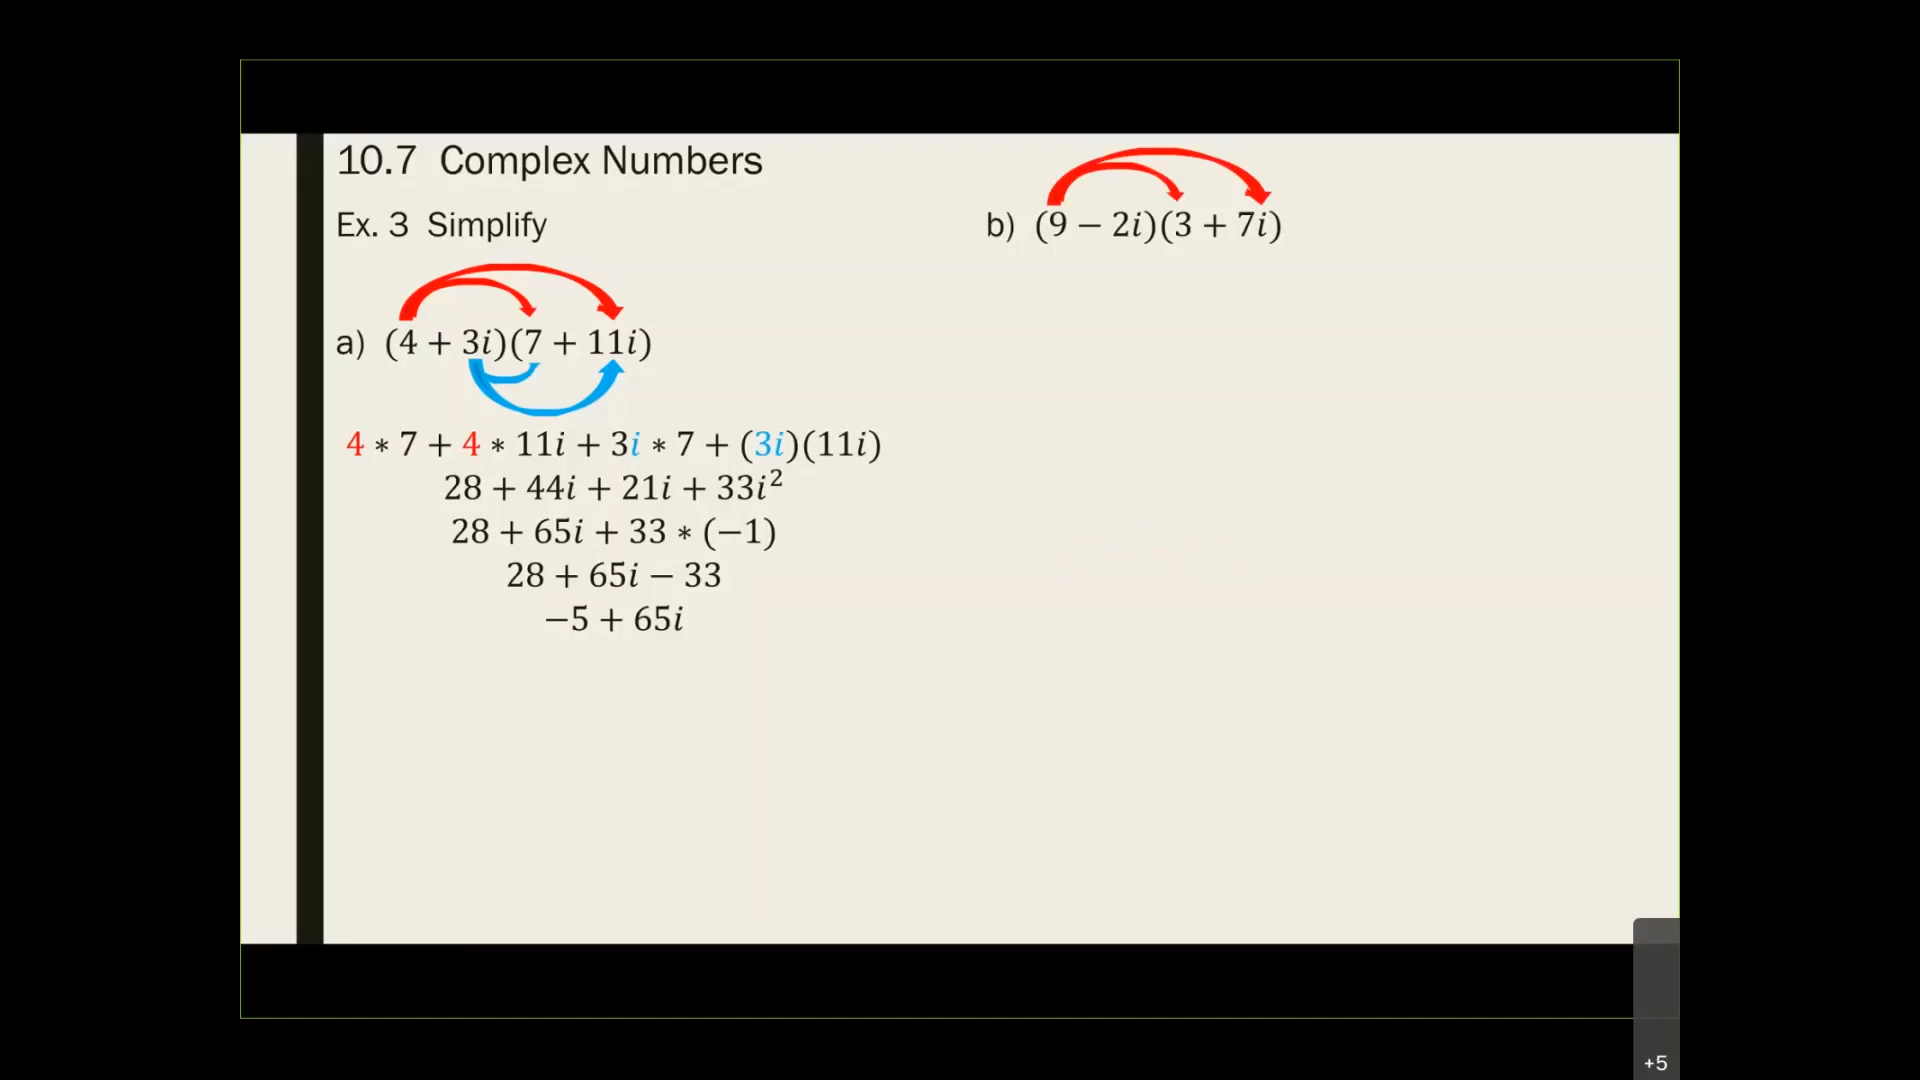 10.7 Complex Numbers
Ex. 3 Simplify
a) (4 + 3i)(7 + 11i)
4 ∗ 7 + 4 ∗ 11i + 3i ∗ 7 + (3i)(11i)
28 + 44i + 21i + 33i²
28 + 65i + 33 ∗ (−1)
28 + 65i − 33
−5 + 65i
b) (9 − 2i)(3 + 7i)
+5